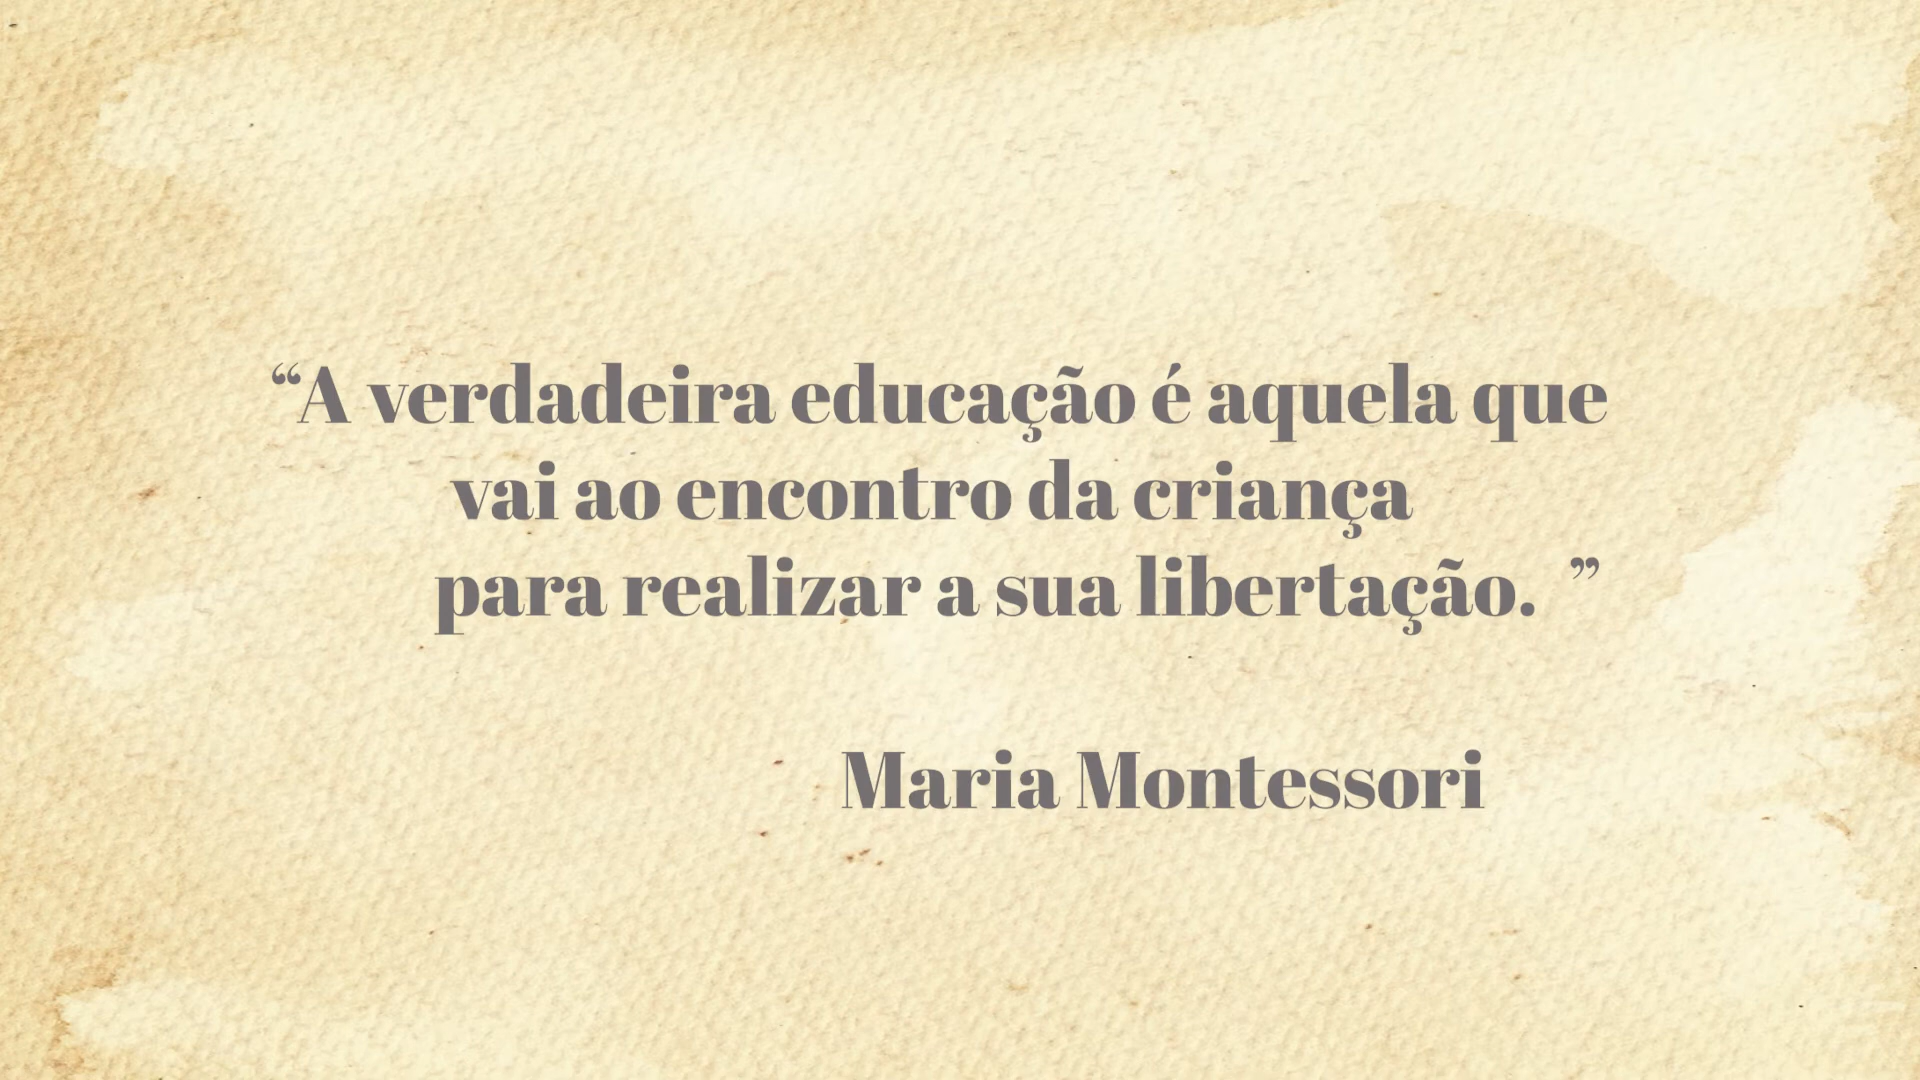 “A verdadeira educação é aquela que
vai ao encontro da criança
para realizar a sua libertação. ”
Maria Montessori